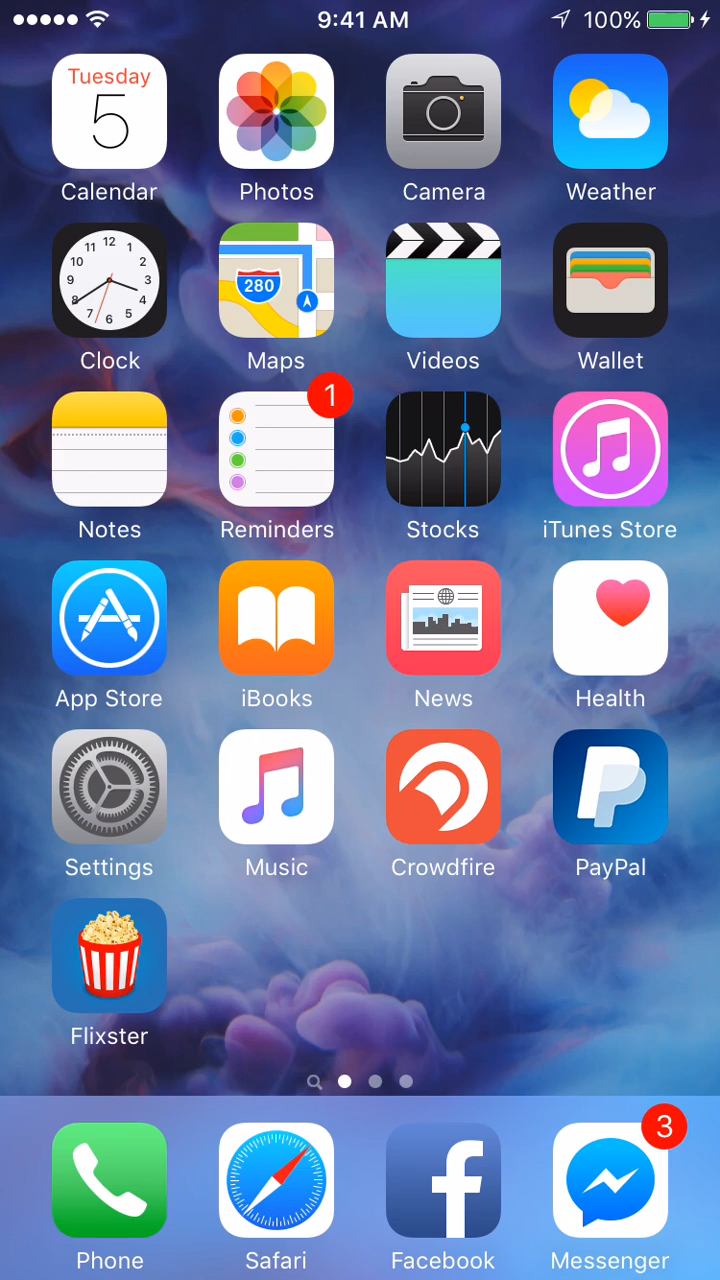 9:41 AM
100%
Tuesday
5
Calendar
Photos
Camera
Weather
12
11
1
10
2
9
3
8
4
7
5
6
280
Clock
Maps
Videos
Wallet
1
Notes
Reminders
Stocks
iTunes Store
App Store
iBooks
News
Health
Settings
Music
Crowdfire
PayPal
Flixster
3
Phone
Safari
Facebook
Messenger